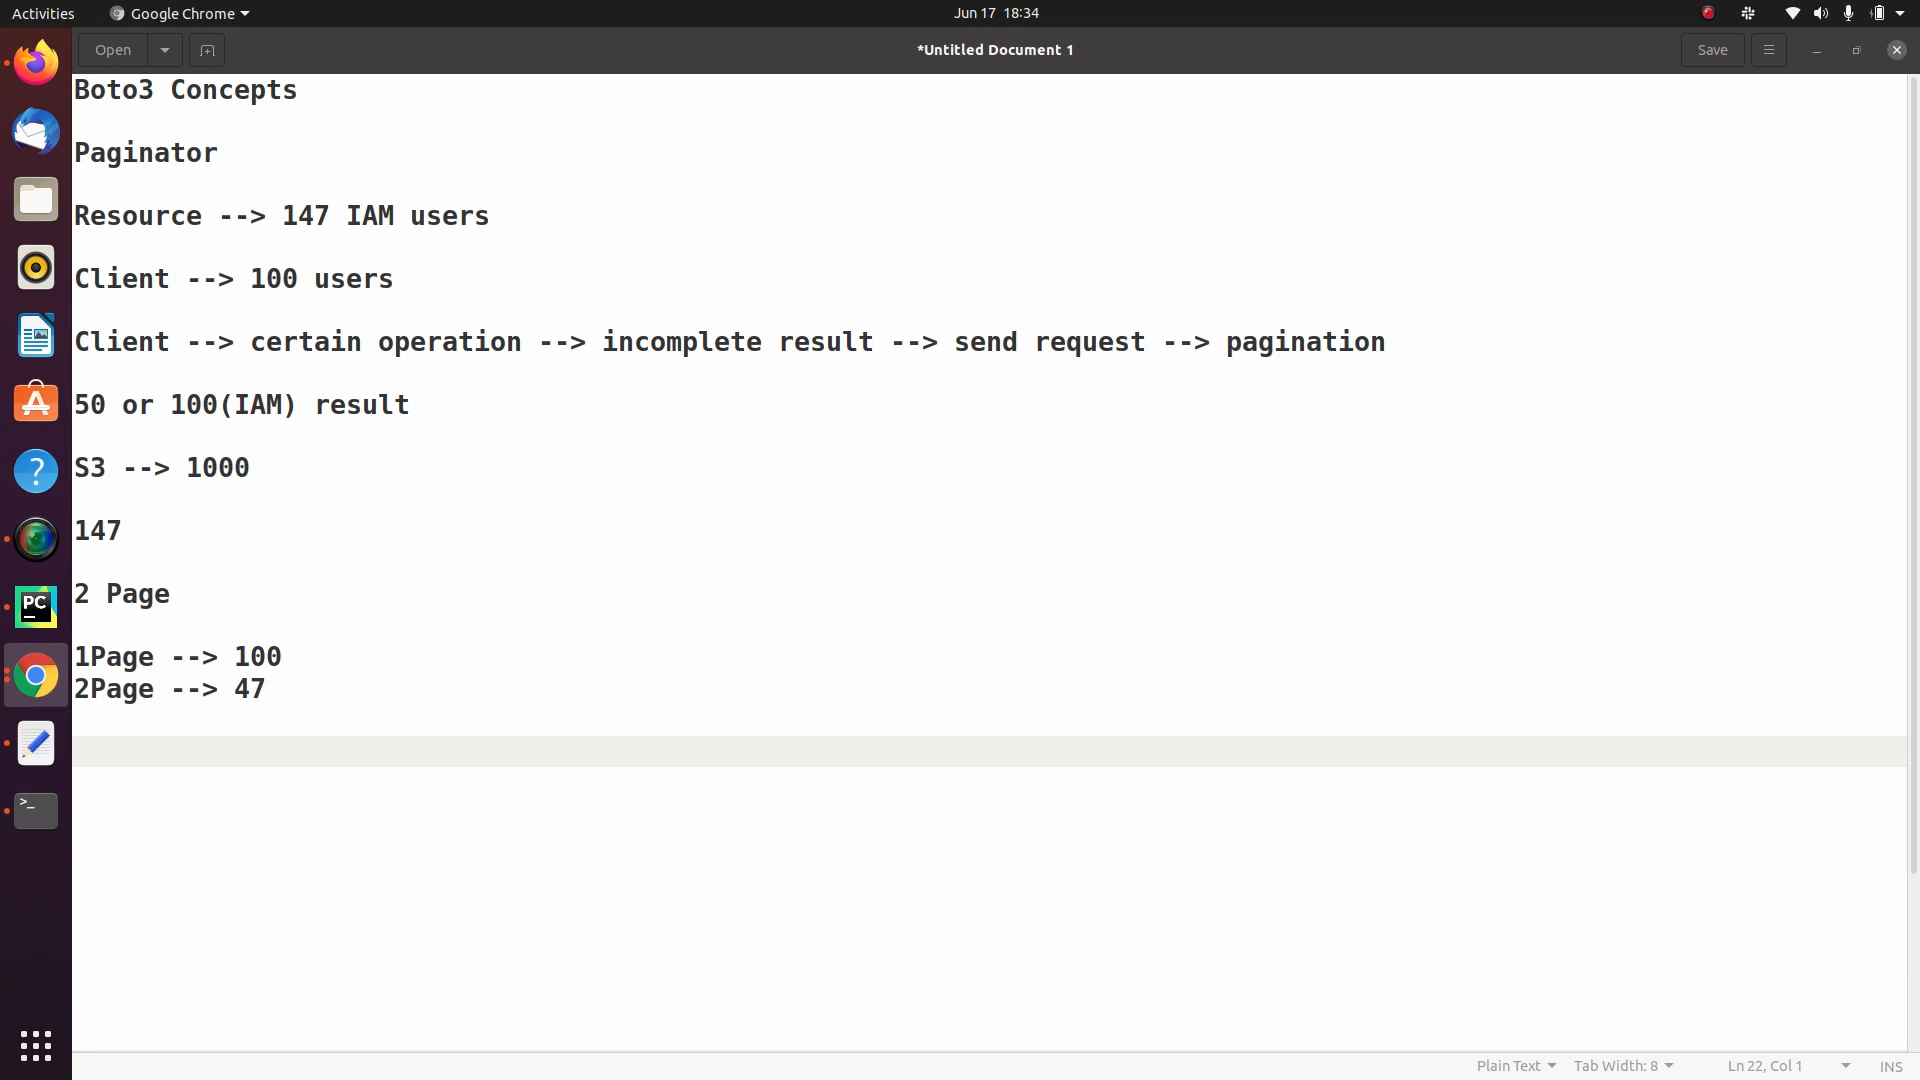 Activities
Google Chrome
Jun 17 18:34
Open
*Untitled Document 1
Save
Boto3 Concepts
Paginator
Resource --> 147 IAM users
Client --> 100 users
Client --> certain operation --> incomplete result --> send request --> pagination
50 or 100(IAM) result
S3 --> 1000
147
2 Page
1Page --> 100
2Page --> 47
PC
>_
Plain Text
Tab Width: 8
Ln 22, Col 1
INS